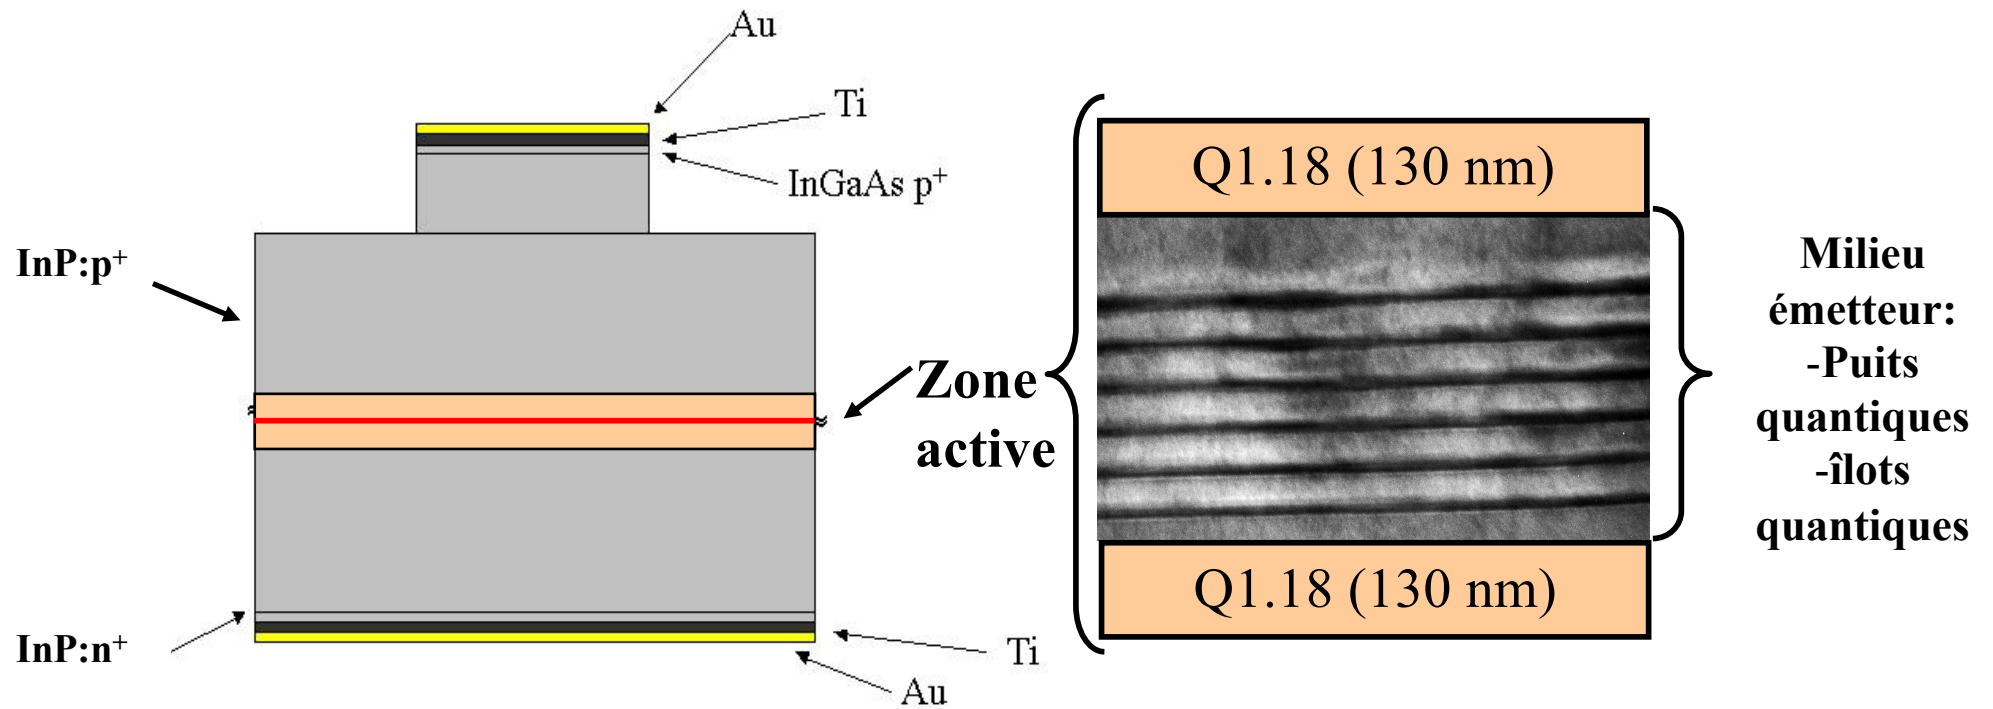 Au
Ti
InGaAs p⁺
InP:p⁺
Zone
active
InP:n⁺
Ti
Au
Q1.18 (130 nm)
Q1.18 (130 nm)
Milieu
émetteur:
-Puits
quantiques
-îlots
quantiques